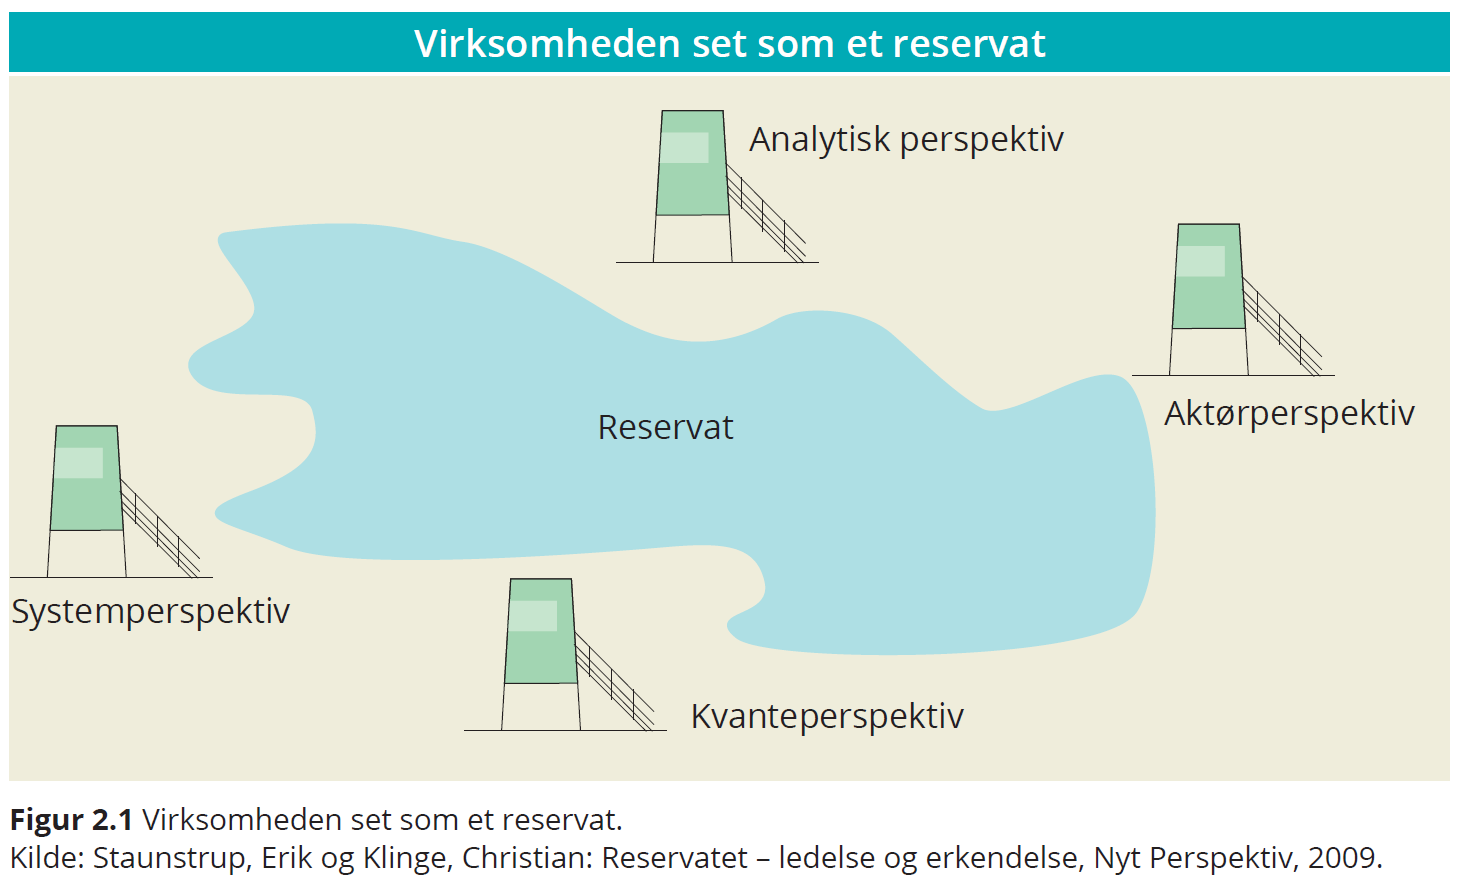 Virksomheden set som et reservat
Analytisk perspektiv
Aktørperspektiv
Reservat
Systemperspektiv
Kvanteperspektiv
Figur 2.1 Virksomheden set som et reservat.
Kilde: Staunstrup, Erik og Klinge, Christian: Reservatet – ledelse og erkendelse, Nyt Perspektiv, 2009.